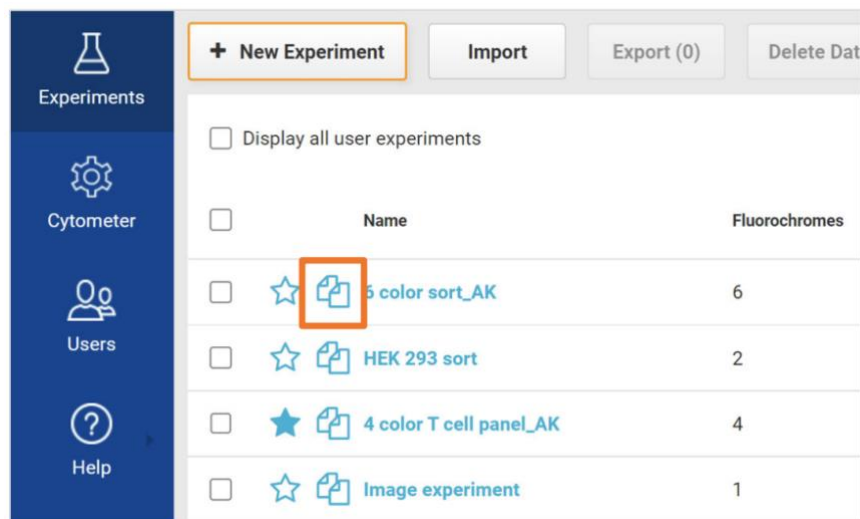 + New Experiment Import Export (0) Delete Dat
Experiments
Display all user experiments
Cytometer
Name Fluorochromes
6 color sort_AK 6
Users
HEK 293 sort 2
4 color T cell panel_AK 4
? Help
Image experiment 1